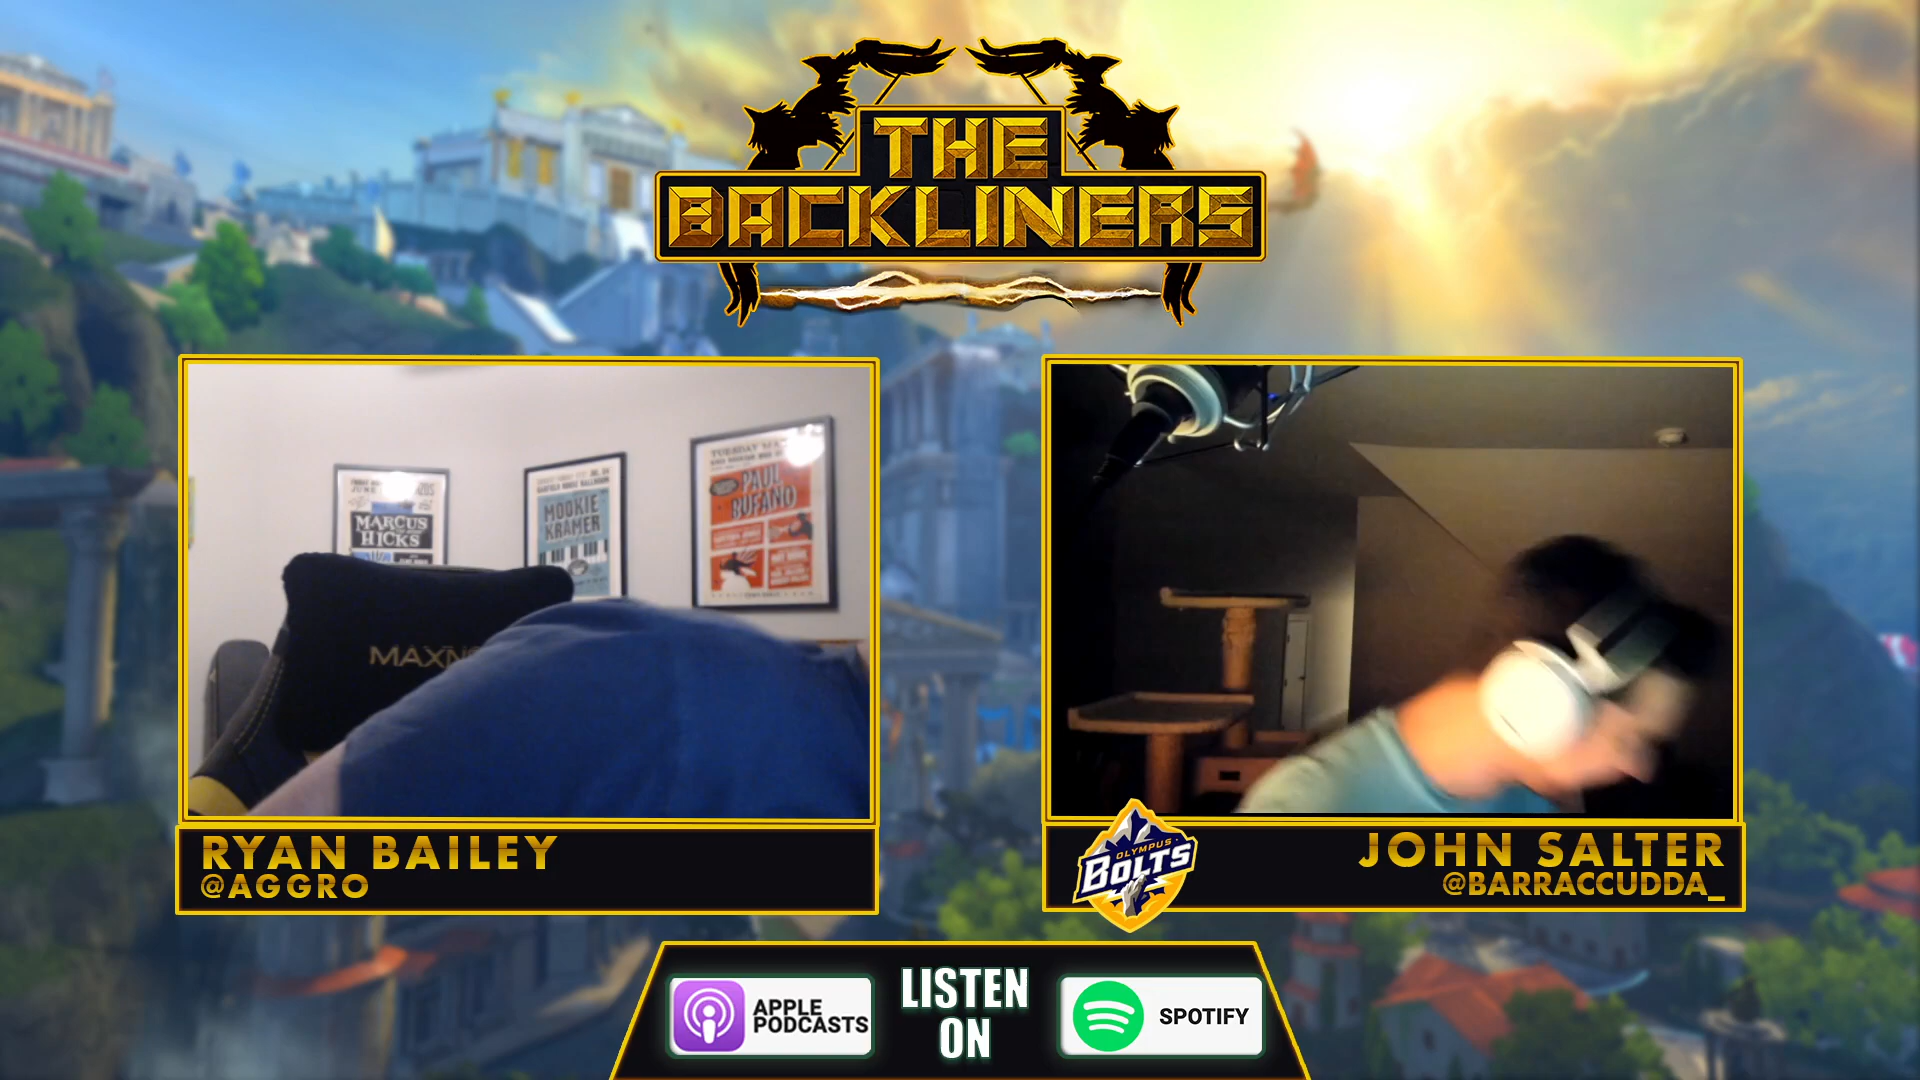 THE
BACKLINERS
MARCUS
HICKS
MOOKIE
KRAMER
TUESDAY
PAUL
BUFANO
MAXN
RYAN BAILEY
@AGGRO
OLYMPUS
BOLTS
JOHN SALTER
@BARRACCUDDA_
APPLE
PODCASTS
LISTEN
ON
SPOTIFY